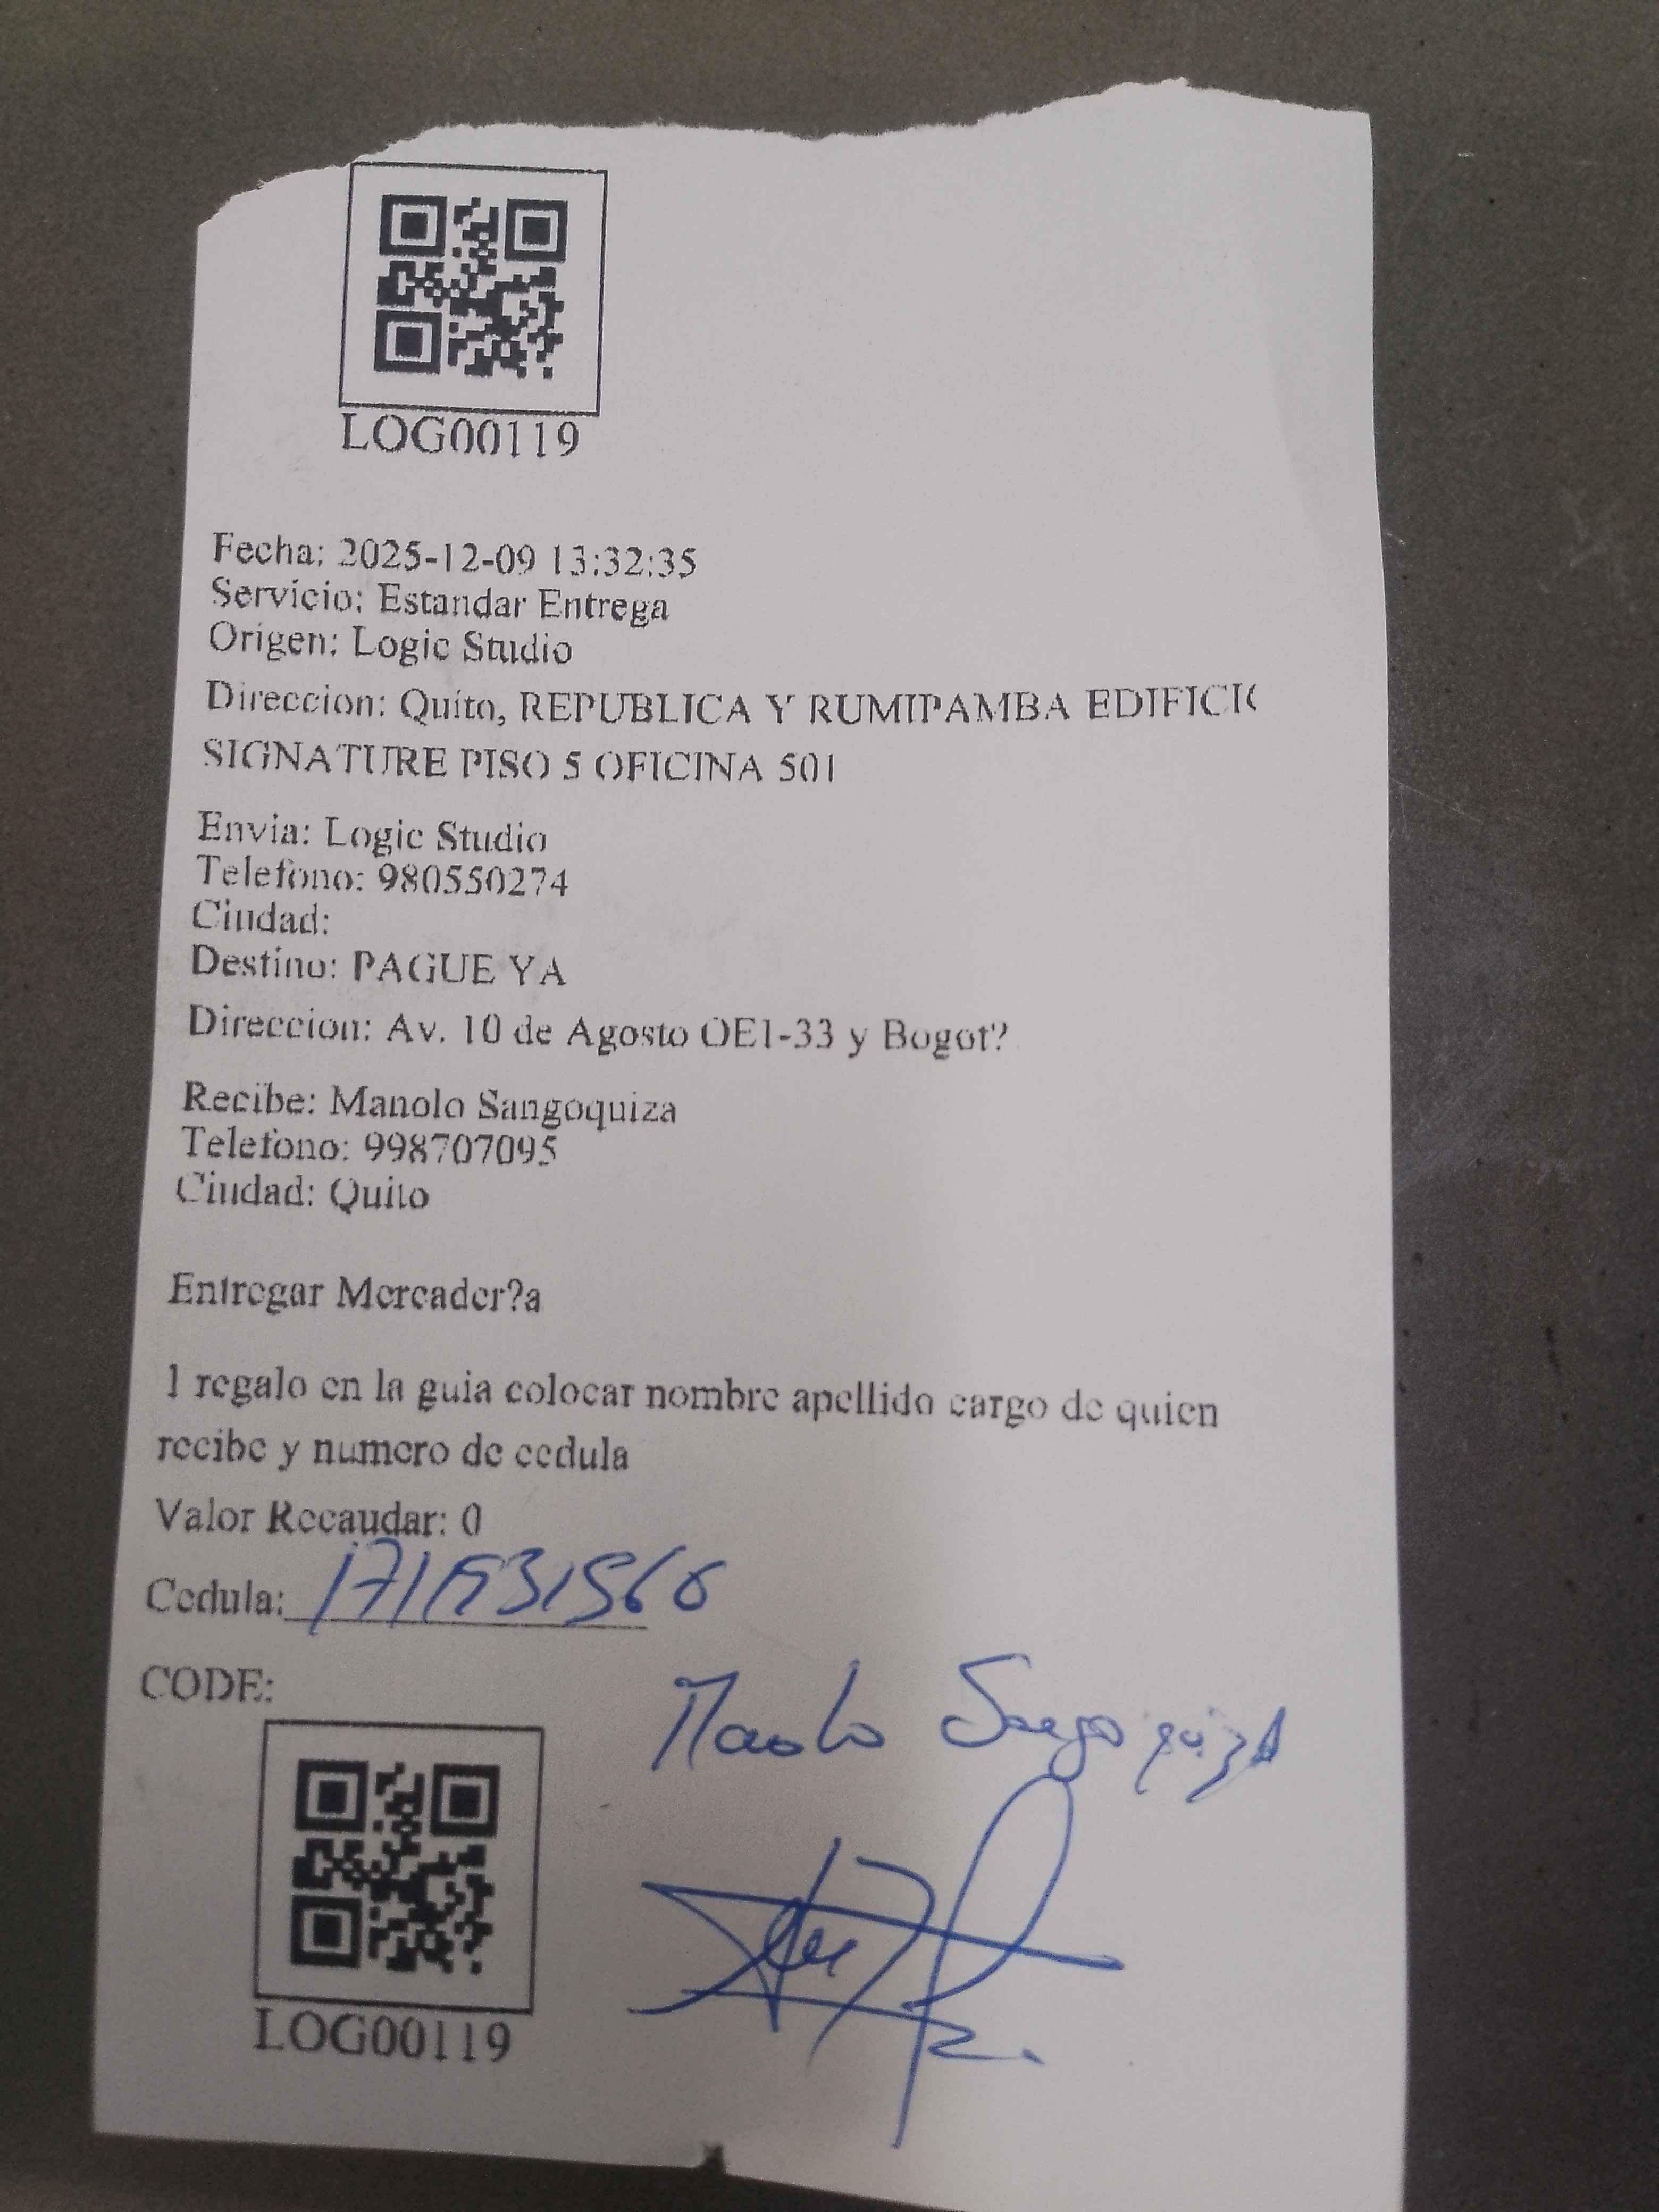 LOG00119
Fecha: 2025-12-09 13:32:35
Servicio: Estandar Entrega
Origen: Logic Studio
Direccion: Quito, REPUBLICA Y RUMIPAMBA EDIFICI
SIGNATURE PISO 5 OFICINA 501
Envia: Logic Studio
Telefono: 980550274
Ciudad:
Destino: PAGUE YA
Direccion: Av. 10 de Agosto OE1-33 y Bogot?
Recibe: Manolo Sangoquiza
Telefono: 998707095
Ciudad: Quito
Entregar Mercader?a
1 regalo en la guia colocar nombre apellido cargo de quien
recibe y numero de cedula
Valor Recaudar: 0
Cedula:
CODE:
Manolo Sangoquiza
LOG00119